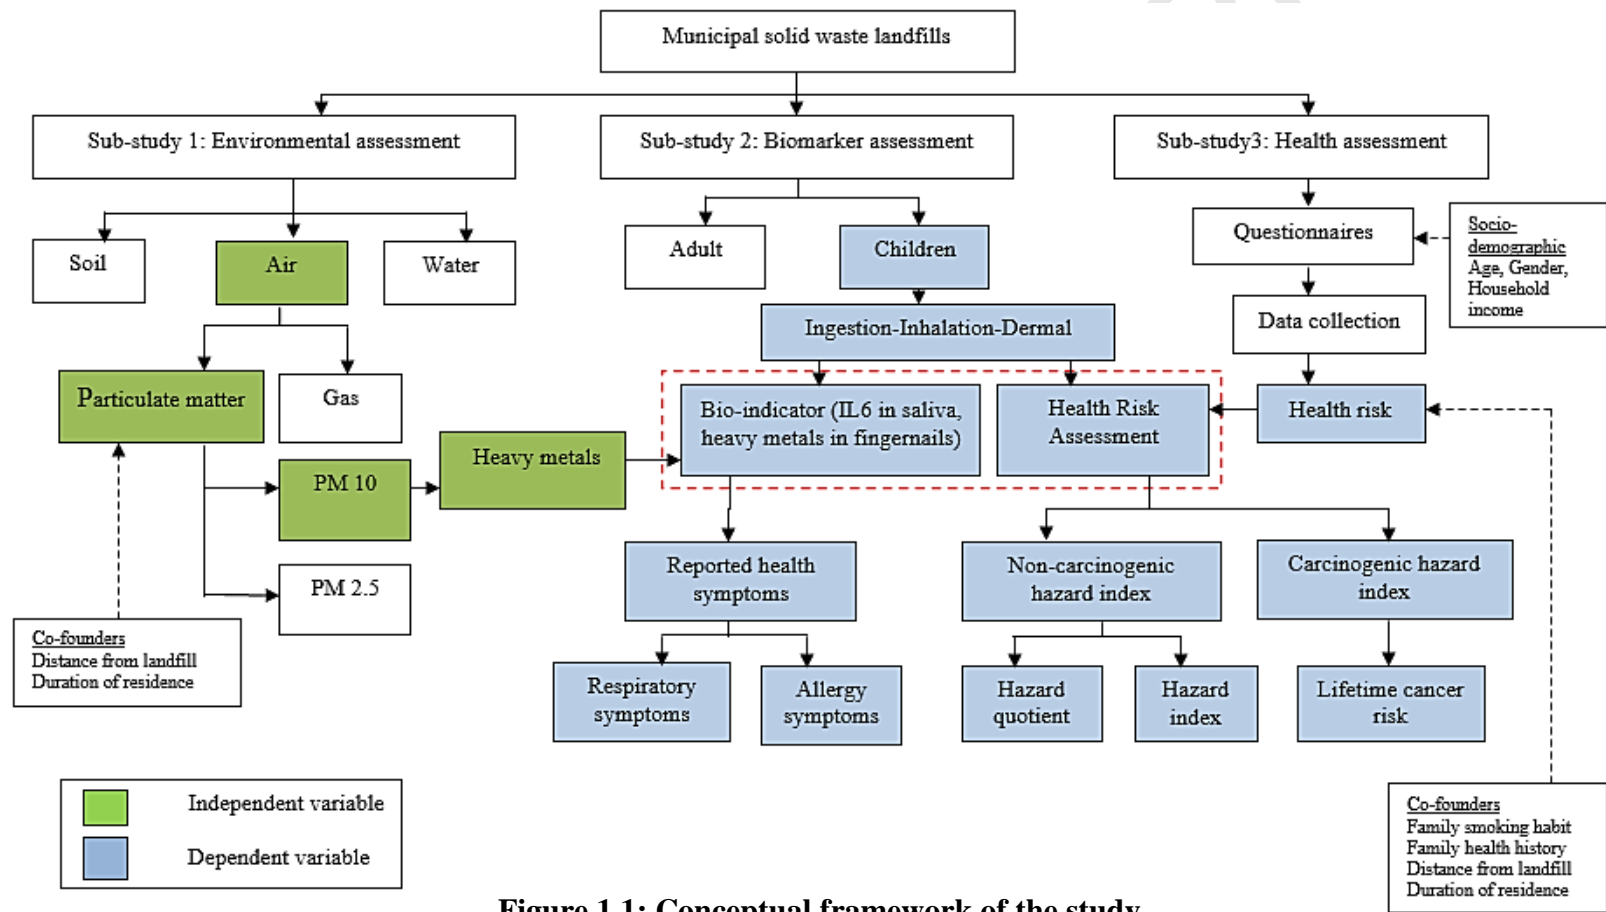 Municipal solid waste landfills
Sub-study 1: Environmental assessment
Sub-study 2: Biomarker assessment
Sub-study3: Health assessment
Soil
Air
Water
Adult
Children
Questionnaires
Socio-
demographic
Age, Gender,
Household
income
Ingestion-Inhalation-Dermal
Data collection
Particulate matter
Gas
Bio-indicator (IL6 in saliva,
heavy metals in fingernails)
Health Risk
Assessment
Health risk
Heavy metals
PM 10
PM 2.5
Reported health
symptoms
Non-carcinogenic
hazard index
Carcinogenic hazard
index
Co-founders
Distance from landfill
Duration of residence
Respiratory
symptoms
Allergy
symptoms
Hazard
quotient
Hazard
index
Lifetime cancer
risk
Independent variable
Dependent variable
Co-founders
Family smoking habit
Family health history
Distance from landfill
Duration of residence
Figure 1.1: Conceptual framework of the study